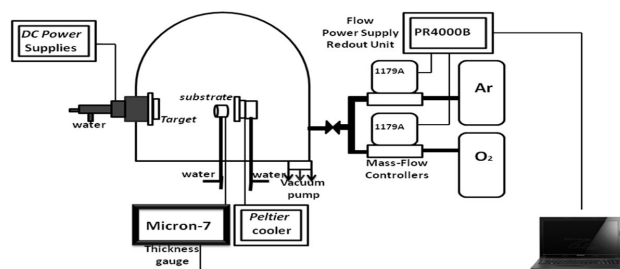 DC Power
Supplies
water
Target
substrate
water
water
Vacuum
pump
Micron-7
Thickness
gauge
Peltier
cooler
Flow
Power Supply
Redout Unit
PR4000B
1179A
1179A
Mass-Flow
Controllers
Ar
O₂